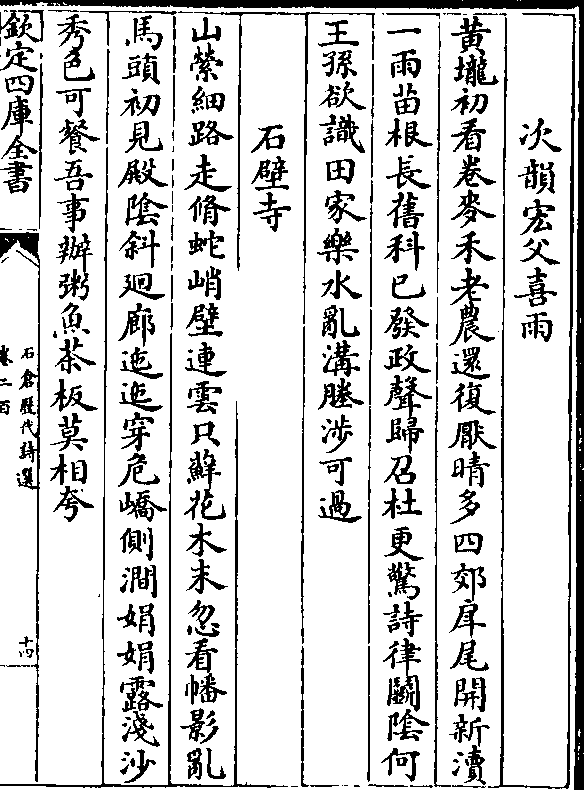 次韻宏父喜雨
黄壠初看卷麥禾老農還復厭晴多四郊戽尾開新瀆
一雨苗根長舊科已發政聲歸召杜更驚詩律闞陰何
王孫欲識田家樂水亂溝塍涉可過
石壁寺
山縈細路走脩蛇峭壁連雲只蘚花木末忽看幡影亂
馬頭初見殿陰斜廻廊迤迤穿危嶠側澗娟娟露淺沙
秀色可餐吾事辦粥魚茶板莫相夸
欽定四庫全書
石倉歷代詩選
卷二百
十四